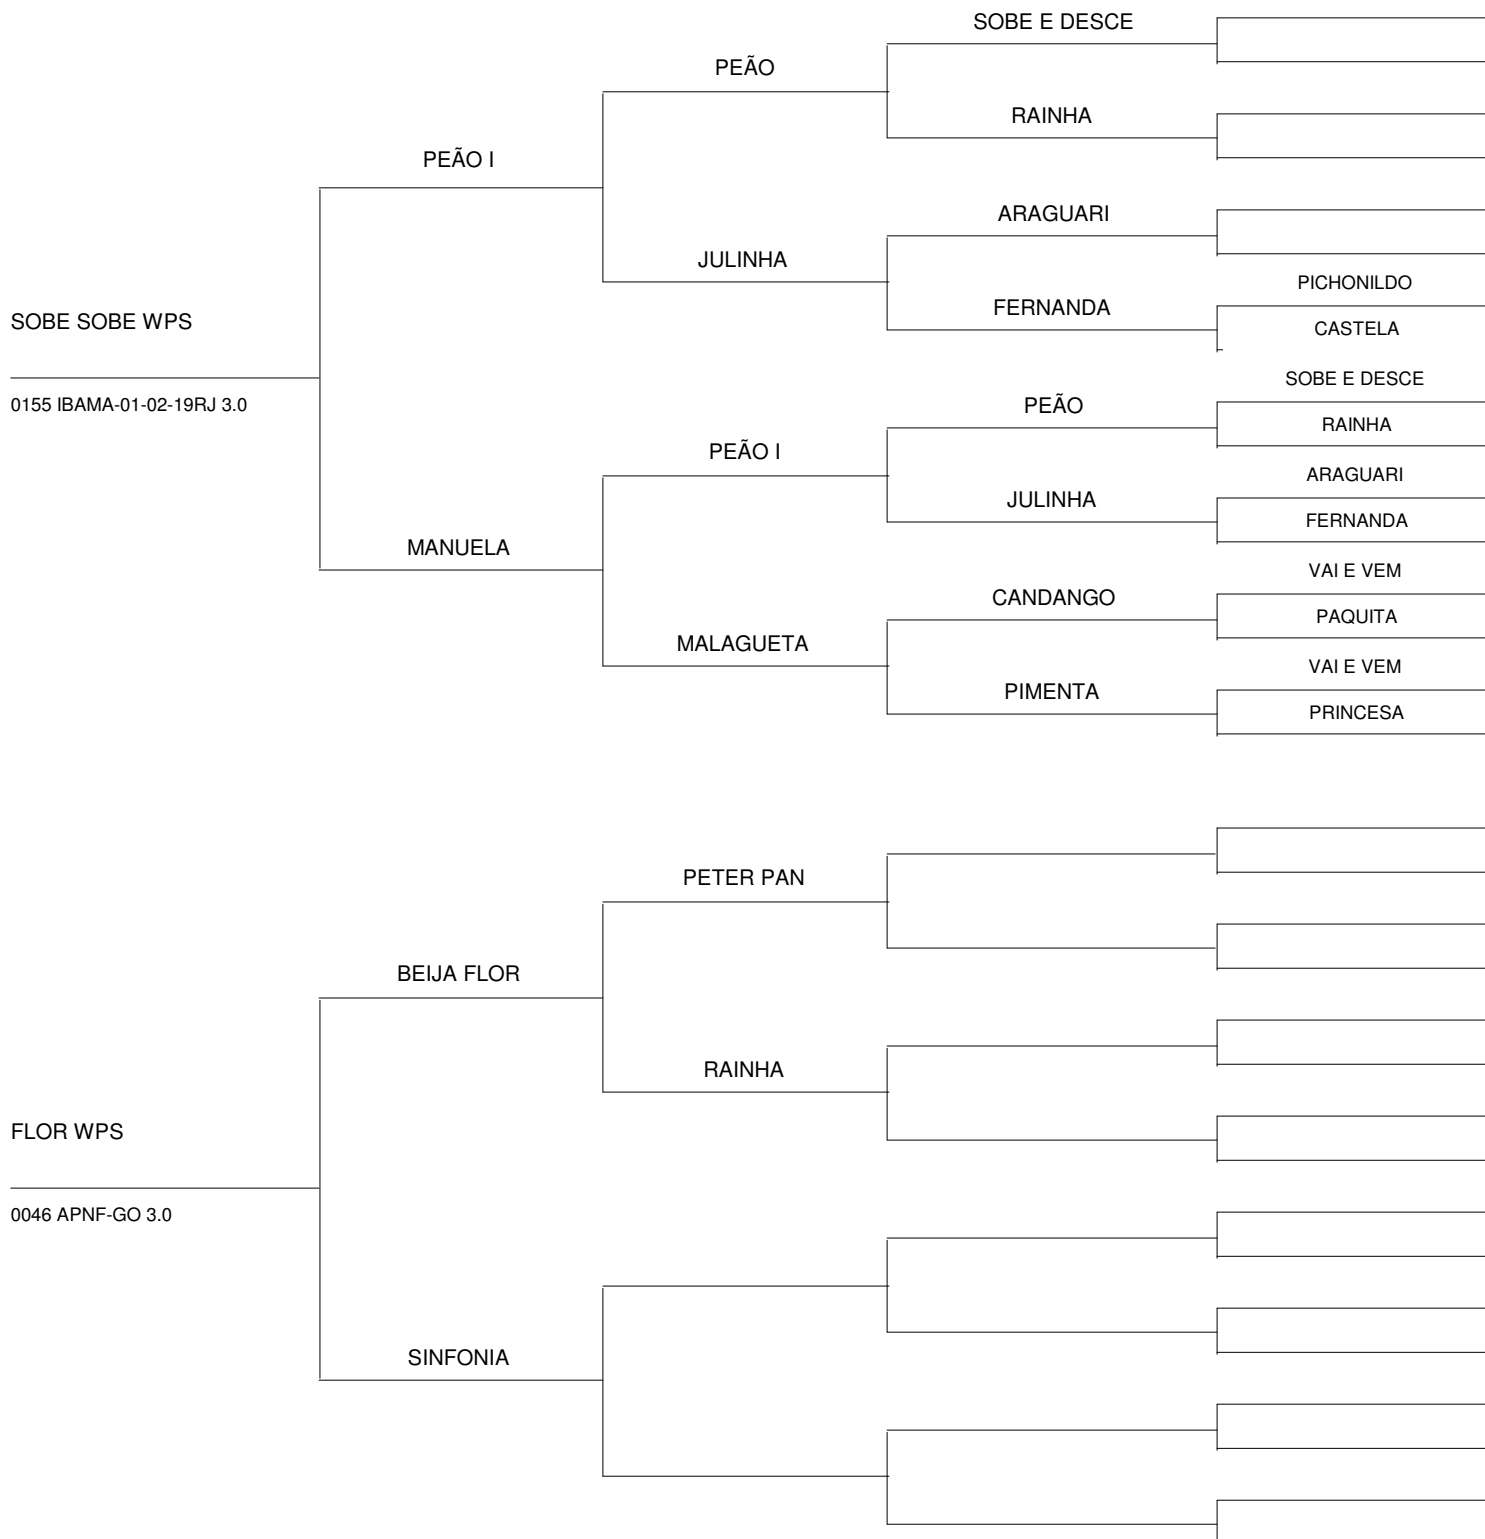 SOBE E DESCE
PEÃO
RAINHA
PEÃO I
ARAGUARI
JULINHA
PICHONILDO
FERNANDA
CASTELA
SOBE SOBE WPS
0155 IBAMA-01-02-19RJ 3.0
SOBE E DESCE
PEÃO
RAINHA
PEÃO I
ARAGUARI
JULINHA
FERNANDA
MANUELA
VAI E VEM
CANDANGO
PAQUITA
MALAGUETA
VAI E VEM
PIMENTA
PRINCESA
PETER PAN
BEIJA FLOR
RAINHA
FLOR WPS
0046 APNF-GO 3.0
SINFONIA